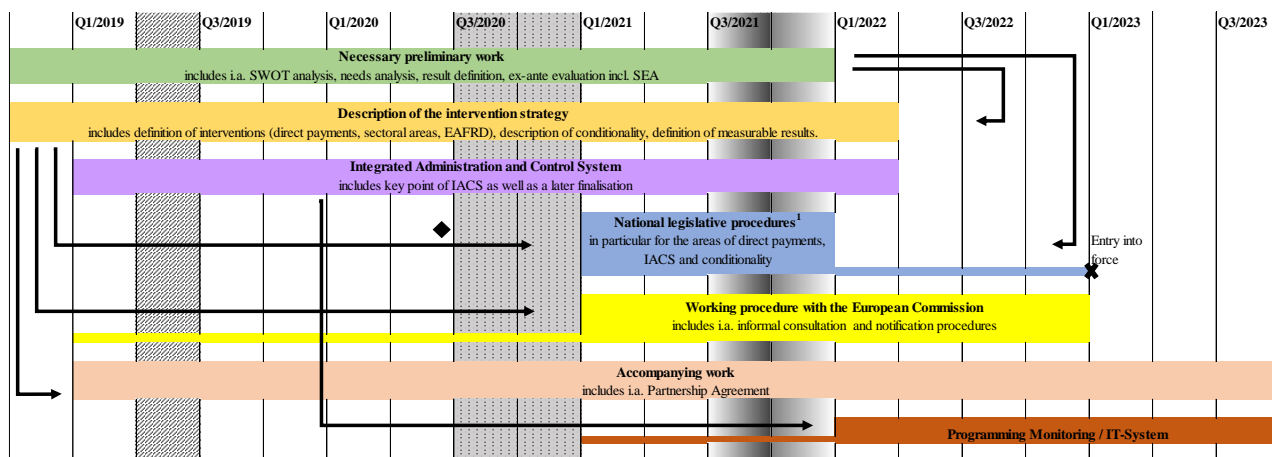 Q1/2019 Q3/2019 Q1/2020 Q3/2020 Q1/2021 Q3/2021 Q1/2022 Q3/2022 Q1/2023 Q3/2023
Necessary preliminary work
includes i.a. SWOT analysis, needs analysis, result definition, ex-ante evaluation incl. SEA
Description of the intervention strategy
includes definition of interventions (direct payments, sectoral areas, EAFRD), description of conditionality, definition of measurable results.
Integrated Administration and Control System
includes key point of IACS as well as a later finalisation
National legislative procedures¹
in particular for the areas of direct payments,
IACS and conditionality
Entry into
force
Working procedure with the European Commission
includes i.a. informal consultation and notification procedures
Accompanying work
includes i.a. Partnership Agreement
Programming Monitoring / IT-System